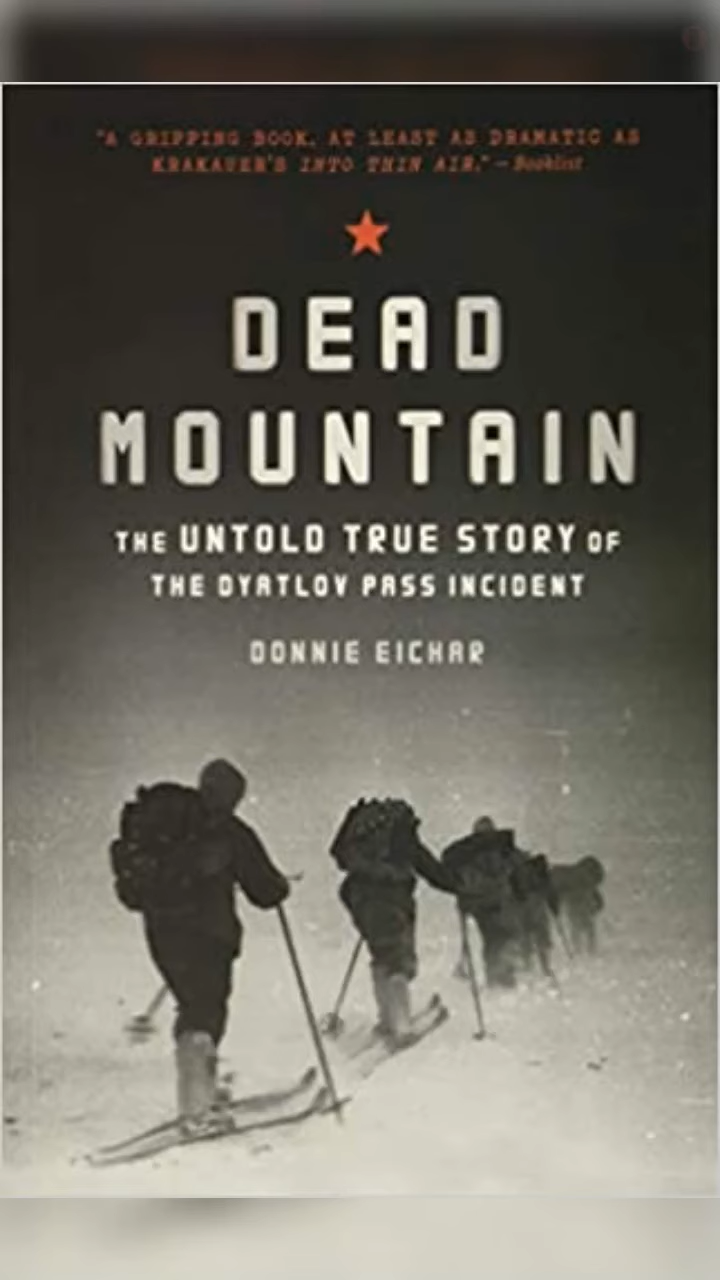 "A GRIPPING BOOK, AT LEAST AS DRAMATIC AS
KRAKAUER'S INTO THIN AIR." – Booklist
DEAD
MOUNTAIN
THE UNTOLD TRUE STORY OF
THE DYATLOV PASS INCIDENT
DONNIE EICHAR